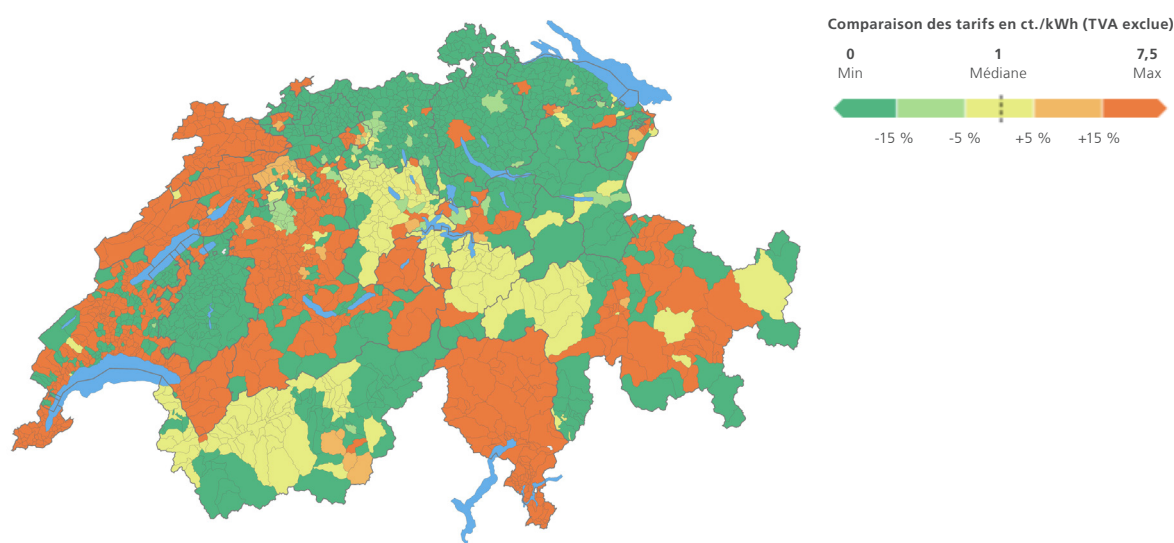 Comparaison des tarifs en ct./kWh (TVA exclue)
0 1 7,5
Min Médiane Max
-15 % -5 % +5 % +15 %